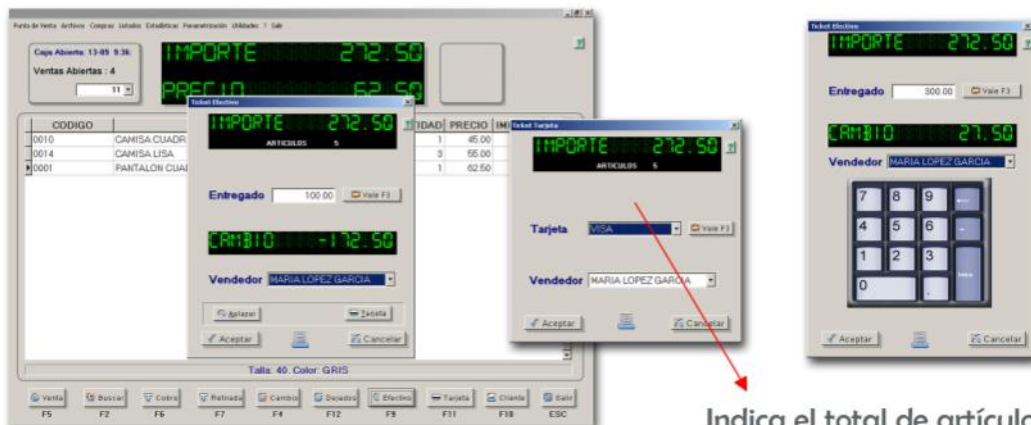 Punto de Venta Archivos Compras Listados Estadísticas Parametrización Utilidades ? Salir
Caja Abierta: 13-09 9:36:
Ventas Abiertas : 4
11
IMPORTE 272.50
PRECIO 62.50
CODIGO
TIDAD PRECIO IM
0010 CAMISA CUADR 1 45.00
0014 CAMISA LISA 3 55.00
0001 PANTALON CUA 1 62.50
Talla: 40. Color: GRIS
Venta Buscar Cobro Retirada Cambio Dejados Efectivo Tarjeta Cliente Salir
F5 F2 F6 F7 F4 F12 F9 F11 F10 ESC
Ticket Efectivo
IMPORTE 272.50
ARTICULOS 5
Entregado 100.00 Vale F3
CAMBIO -172.50
Vendedor MARIA LOPEZ GARCIA
Aplazar Tarjeta
Aceptar Cancelar
Ticket Tarjeta
IMPORTE 272.50
ARTICULOS 5
Tarjeta VISA Vale F3
Vendedor MARIA LOPEZ GARCIA
Aceptar Cancelar
Ticket Efectivo
IMPORTE 272.50
Entregado 300.00 Vale F3
CAMBIO 27.50
Vendedor MARIA LOPEZ GARCIA
7 8 9
4 5 6
1 2 3
0 .
Aceptar Cancelar
Indica el total de artículo